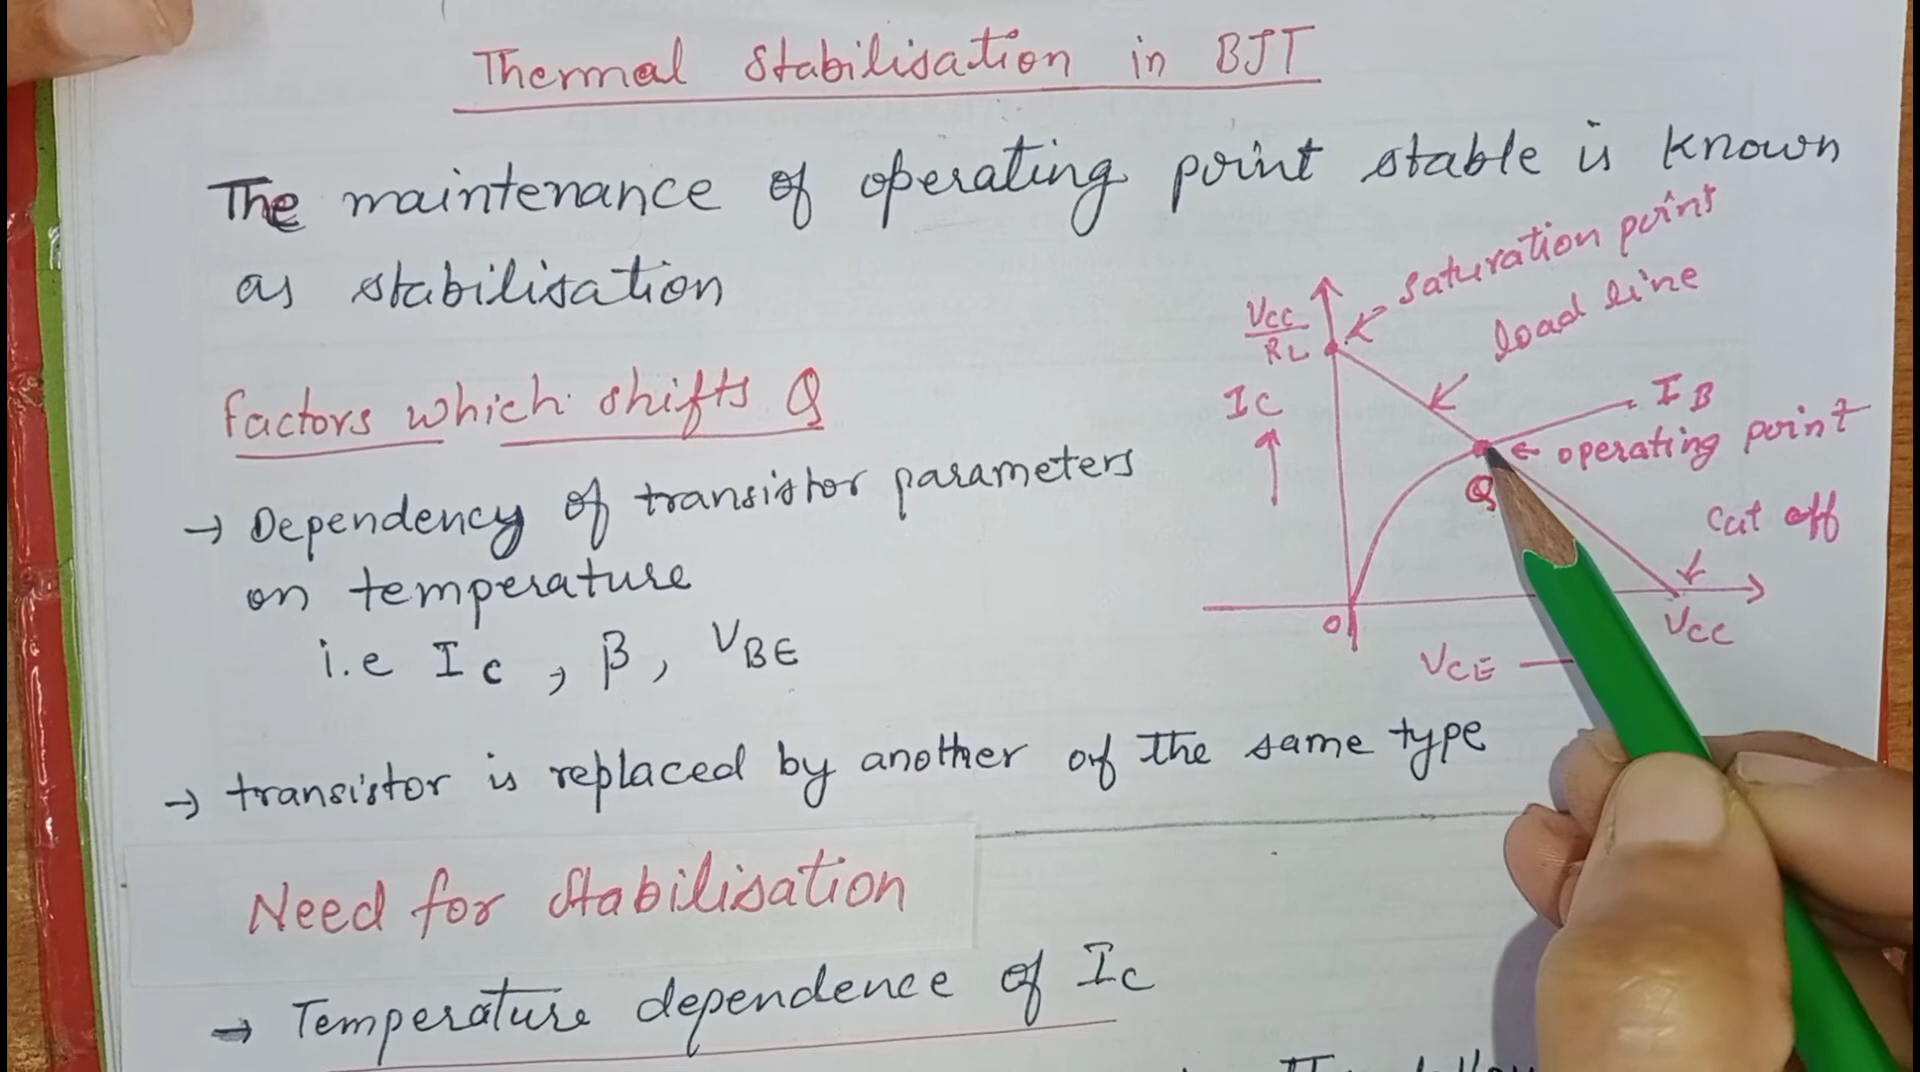 Thermal Stabilisation in BJT
The maintenance of operating point stable is known
as stabilisation
factors which shifts Q
→ Dependency of transistor parameters
on temperature
i.e Ic, β, VBE
→ transistor is replaced by another of the same type
Need for Stabilisation
→ Temperature dependence of Ic
saturation point
load line
VCC
RL
IC
IB
operating point
Q
cut off
O
VCC
VCE